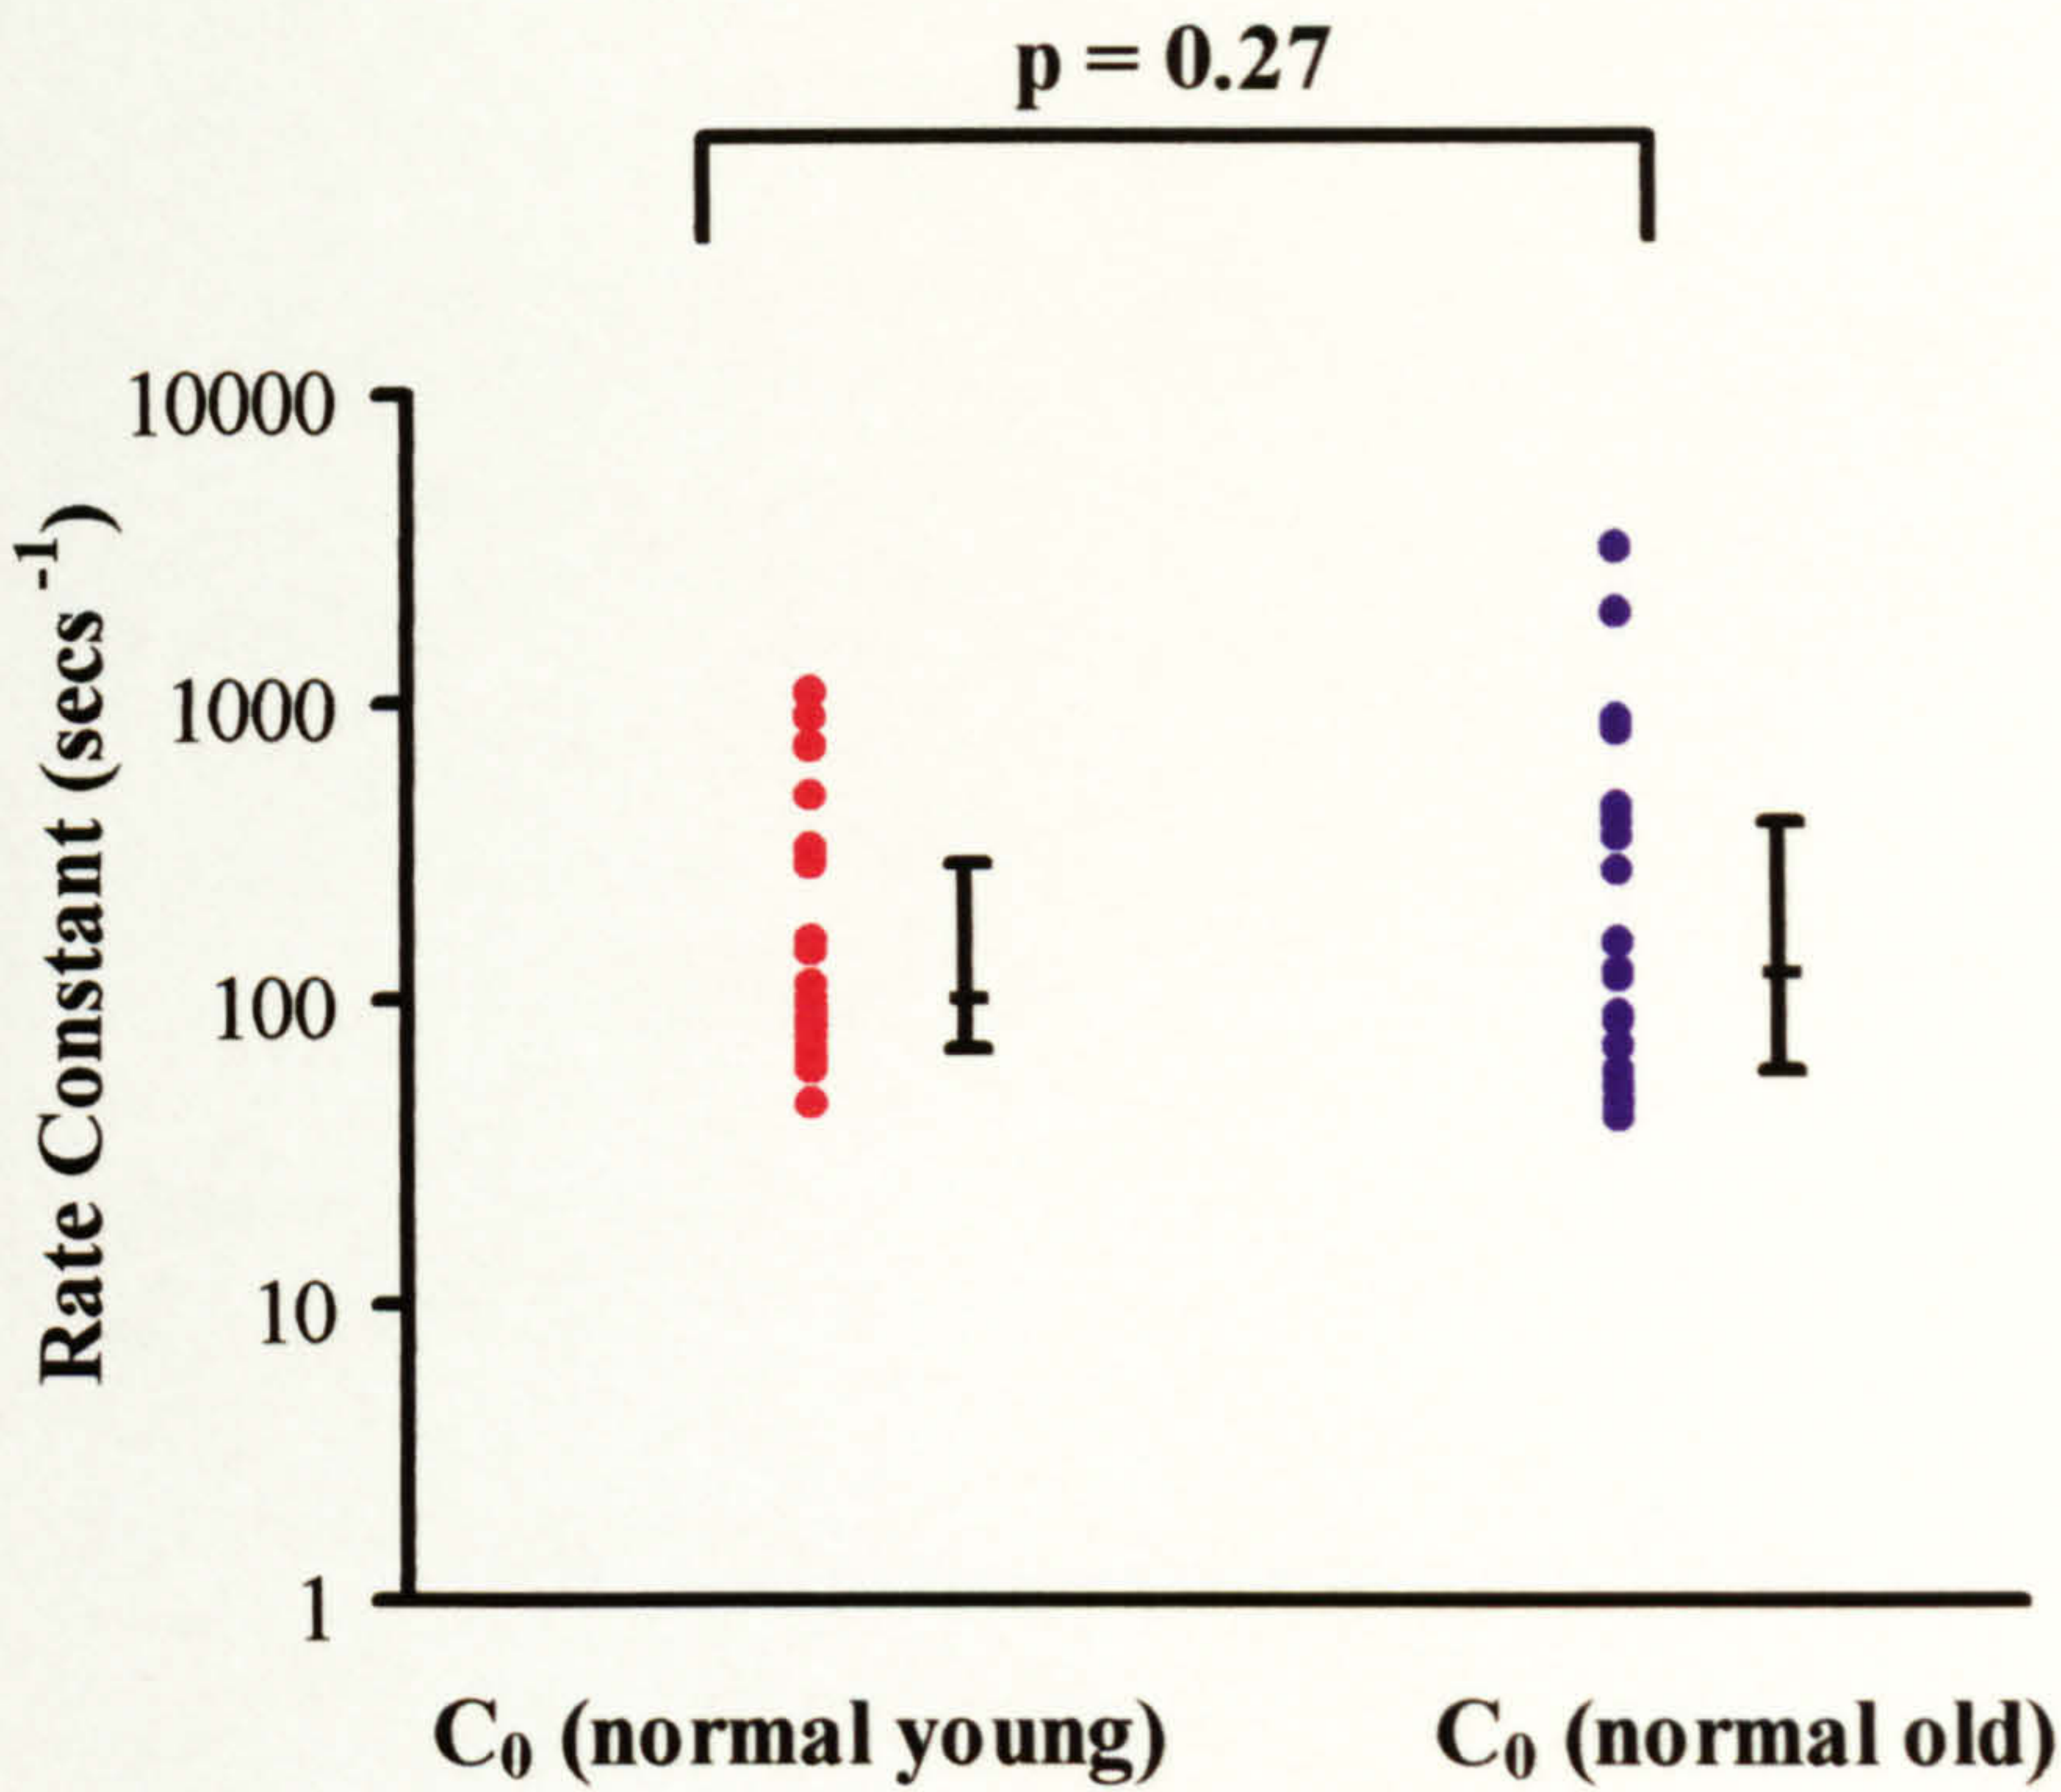 p = 0.27
10000
1000
100
10
1
Rate Constant (secs⁻¹)
C₀ (normal young)
C₀ (normal old)